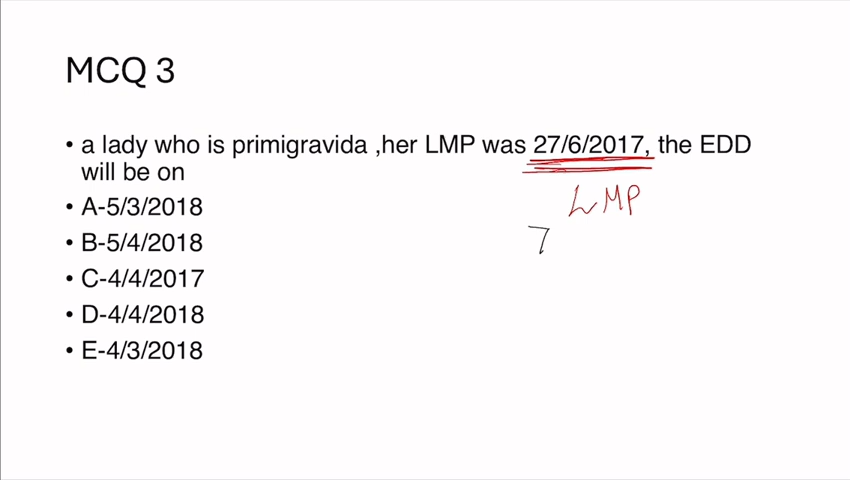 MCQ 3
• a lady who is primigravida ,her LMP was 27/6/2017, the EDD
will be on
LMP
• A-5/3/2018
7
• B-5/4/2018
• C-4/4/2017
• D-4/4/2018
• E-4/3/2018